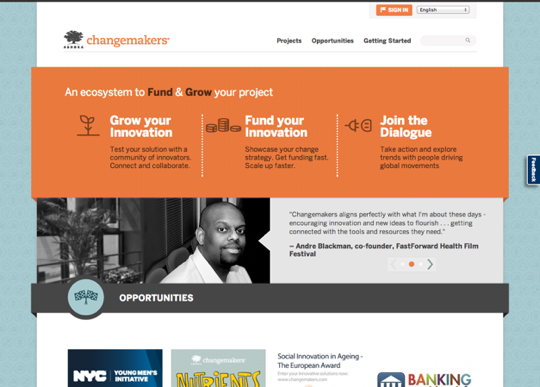 SIGN IN
English
ASHOKA
changemakers
Projects
Opportunities
Getting Started
An ecosystem to Fund & Grow your project
Grow your
Innovation
Test your solution with a
community of innovators.
Connect and collaborate.
Fund your
Innovation
Showcase your change
strategy. Get funding fast.
Scale up faster.
Join the
Dialogue
Take action and explore
trends with people driving
global movements
Feedback
"Changemakers aligns perfectly with what I'm about these days -
encouraging innovation and new ideas to flourish . . . getting
connected with the tools and resources they need."
– Andre Blackman, co-founder, FastForward Health Film
Festival
OPPORTUNITIES
NYC
YOUNG MEN'S
INITIATIVE
changemakers
NUTRIENTS
Social Innovation in Ageing -
The European Award
Enter your innovative solutions now
www.changemakers.com
BANKING